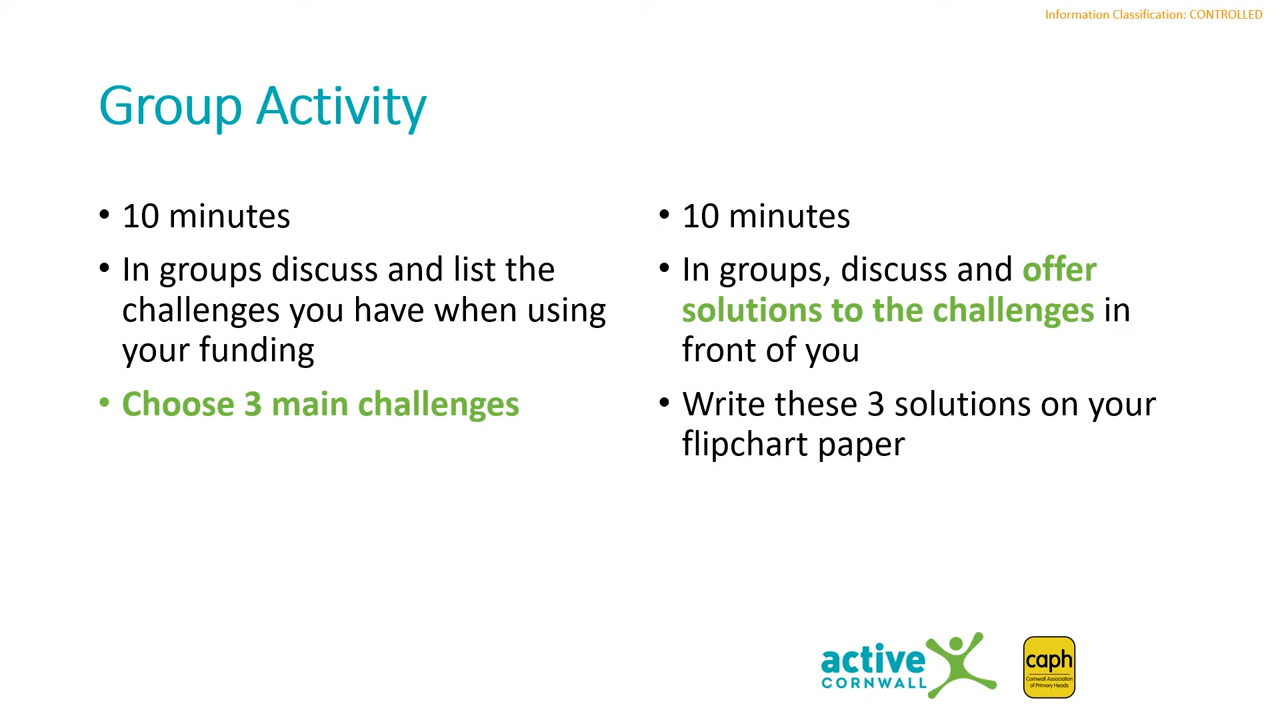 Information Classification: CONTROLLED
Group Activity
• 10 minutes
• In groups discuss and list the
challenges you have when using
your funding
• Choose 3 main challenges
• 10 minutes
• In groups, discuss and offer
solutions to the challenges in
front of you
• Write these 3 solutions on your
flipchart paper
active
CORNWALL
caph
Cornwall Association
of Primary Heads